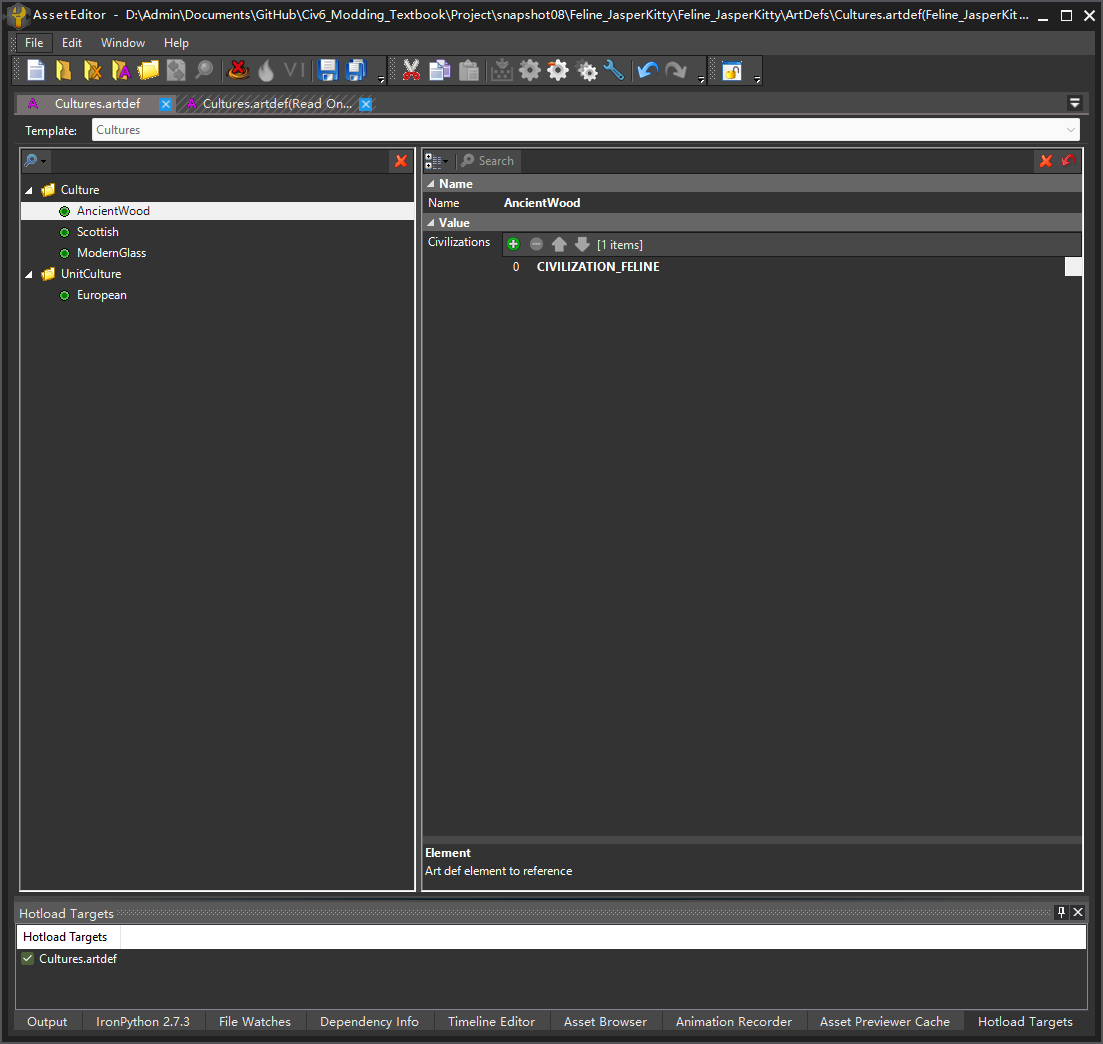 AssetEditor - D:\Admin\Documents\GitHub\Civ6_Modding_Textbook\Project\snapshot08\Feline_JasperKitty\Feline_JasperKitty\ArtDefs\Cultures.artdef(Feline_JasperKit ...
File Edit Window Help
VI
Cultures.artdef Cultures.artdef(Read On...
Template: Cultures
Search
Culture
AncientWood
Scottish
ModernGlass
UnitCulture
European
Name
Name AncientWood
Value
Civilizations [1 items]
0 CIVILIZATION_FELINE
Element
Art def element to reference
Hotload Targets
Hotload Targets
Cultures.artdef
Output IronPython 2.7.3 File Watches Dependency Info Timeline Editor Asset Browser Animation Recorder Asset Previewer Cache Hotload Targets